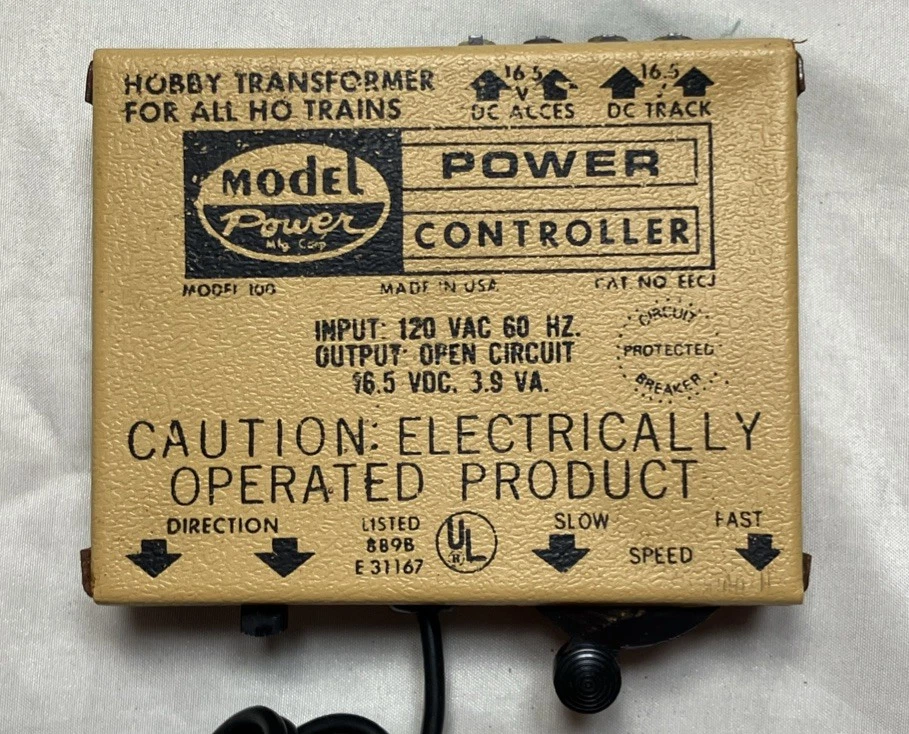 HOBBY TRANSFORMER
FOR ALL HO TRAINS
16.5
V
DC ACCES
16.5
DC TRACK
MODEL
Power
Mfg. Corp
POWER
CONTROLLER
MODEL 100
MADE IN USA
CAT NO EECJ
INPUT: 120 VAC 60 HZ.
OUTPUT: OPEN CIRCUIT
16.5 VDC. 3.9 VA.
CIRCUIT
PROTECTED
BREAKER
CAUTION: ELECTRICALLY
OPERATED PRODUCT
DIRECTION
LISTED
889B
E 31167
UL
R
SLOW
FAST
SPEED